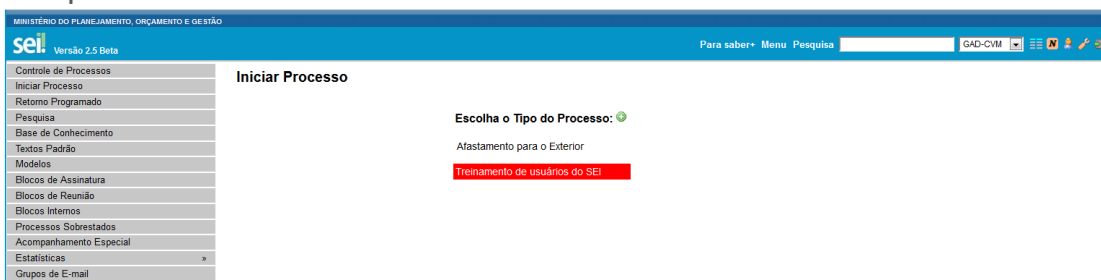 MINISTÉRIO DO PLANEJAMENTO, ORÇAMENTO E GESTÃO
sei! Versão 2.5 Beta
Para saber+ Menu Pesquisa GAD-CVM N
Controle de Processos
Iniciar Processo
Retorno Programado
Pesquisa
Base de Conhecimento
Textos Padrão
Modelos
Blocos de Assinatura
Blocos de Reunião
Blocos Internos
Processos Sobrestados
Acompanhamento Especial
Estatísticas »
Grupos de E-mail
Iniciar Processo
Escolha o Tipo do Processo:
Afastamento para o Exterior
Treinamento de usuários do SEI